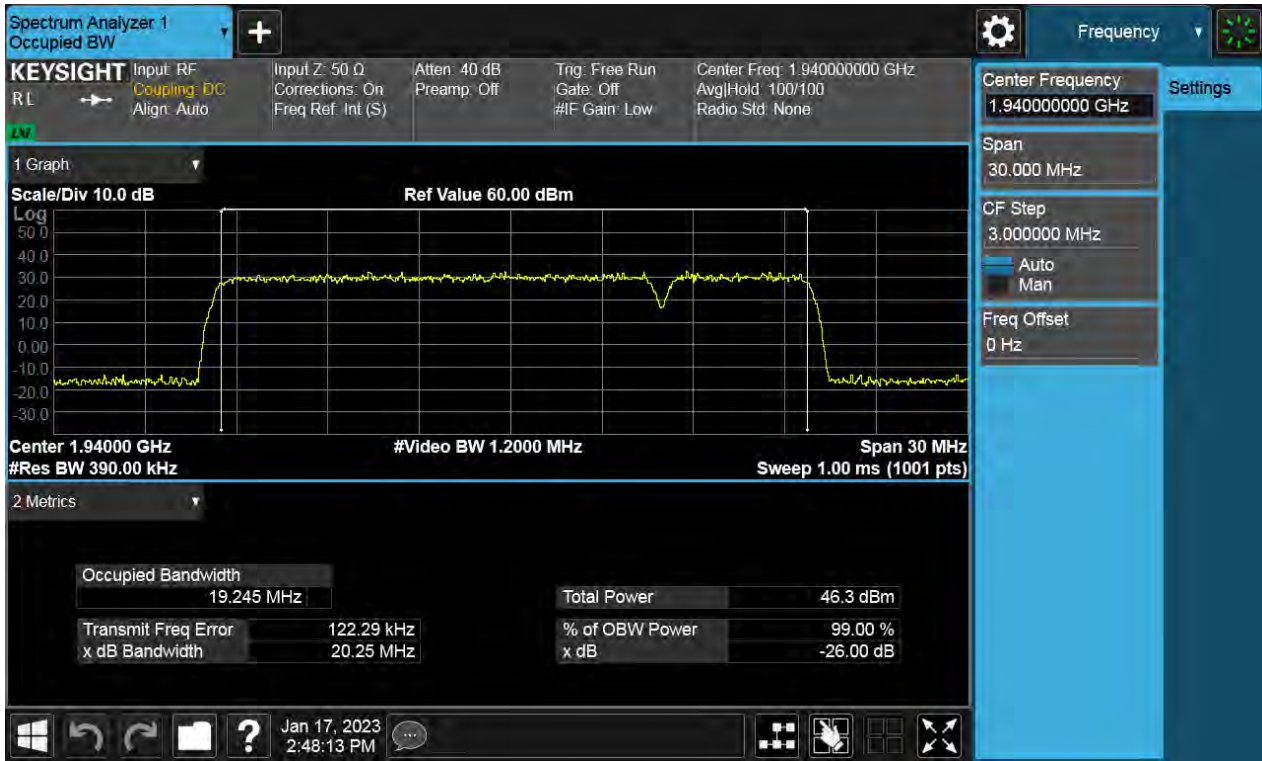 Spectrum Analyzer 1
Occupied BW
+
Frequency
KEYSIGHT
RL
LXI
Input: RF
Coupling: DC
Align: Auto
Input Z: 50 Ω
Corrections: On
Freq Ref: Int (S)
Atten: 40 dB
Preamp: Off
Trig: Free Run
Gate: Off
#IF Gain: Low
Center Freq: 1.940000000 GHz
Avg|Hold: 100/100
Radio Std: None
Center Frequency
1.940000000 GHz
Settings
Span
30.000 MHz
CF Step
3.000000 MHz
Auto
Man
Freq Offset
0 Hz
1 Graph
Scale/Div 10.0 dB
Ref Value 60.00 dBm
Log
50.0
40.0
30.0
20.0
10.0
0.00
-10.0
-20.0
-30.0
Center 1.94000 GHz
#Video BW 1.2000 MHz
Span 30 MHz
#Res BW 390.00 kHz
Sweep 1.00 ms (1001 pts)
2 Metrics
Occupied Bandwidth
19.245 MHz
Total Power 46.3 dBm
Transmit Freq Error 122.29 kHz
% of OBW Power 99.00 %
x dB Bandwidth 20.25 MHz
x dB -26.00 dB
?
Jan 17, 2023
2:48:13 PM